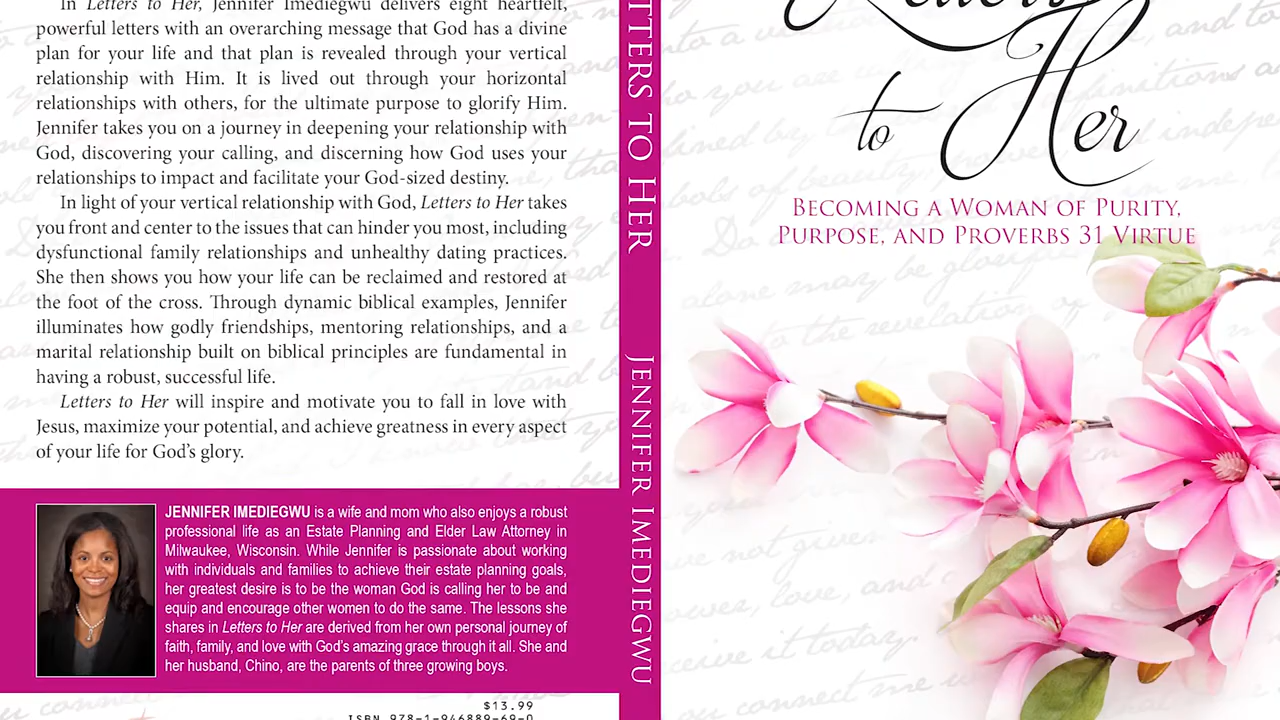 In Letters to Her, Jennifer Imediegwu delivers eight heartfelt,
powerful letters with an overarching message that God has a divine
plan for your life and that plan is revealed through your vertical
relationship with Him. It is lived out through your horizontal
relationships with others, for the ultimate purpose to glorify Him.
Jennifer takes you on a journey in deepening your relationship with
God, discovering your calling, and discerning how God uses your
relationships to impact and facilitate your God-sized destiny.
In light of your vertical relationship with God, Letters to Her takes
you front and center to the issues that can hinder you most, including
dysfunctional family relationships and unhealthy dating practices.
She then shows you how your life can be reclaimed and restored at
the foot of the cross. Through dynamic biblical examples, Jennifer
illuminates how godly friendships, mentoring relationships, and a
marital relationship built on biblical principles are fundamental in
having a robust, successful life.
Letters to Her will inspire and motivate you to fall in love with
Jesus, maximize your potential, and achieve greatness in every aspect
of your life for God's glory.
JENNIFER IMEDIEGWU is a wife and mom who also enjoys a robust
professional life as an Estate Planning and Elder Law Attorney in
Milwaukee, Wisconsin. While Jennifer is passionate about working
with individuals and families to achieve their estate planning goals,
her greatest desire is to be the woman God is calling her to be and
equip and encourage other women to do the same. The lessons she
shares in Letters to Her are derived from her own personal journey of
faith, family, and love with God's amazing grace through it all. She and
her husband, Chino, are the parents of three growing boys.
$13.99
ISBN 978-1-946889-69-0
TTERS TO HER
JENNIFER IMEDIEGWU
Letters
to Her
BECOMING A WOMAN OF PURITY,
PURPOSE, AND PROVERBS 31 VIRTUE